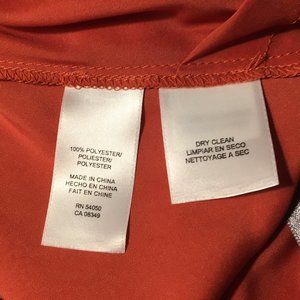 100% POLYESTER/
POLIESTER/
POLYESTER
MADE IN CHINA
HECHO EN CHINA
FAIT EN CHINE
RN 54050
CA 08349
DRY CLEAN
LIMPIAR EN SECO
NETTOYAGE A SEC